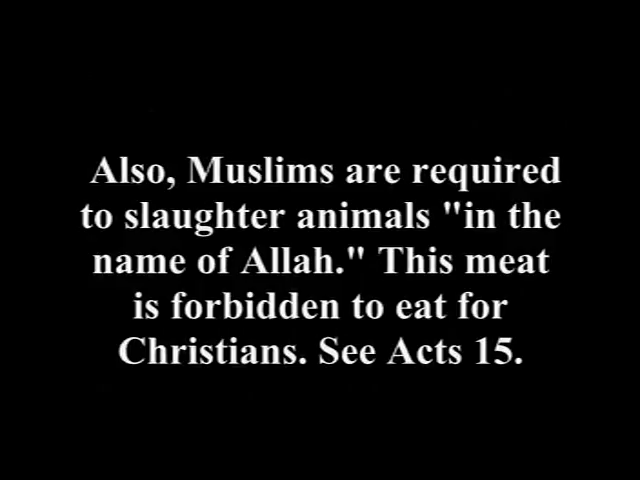 Also, Muslims are required
to slaughter animals "in the
name of Allah." This meat
is forbidden to eat for
Christians. See Acts 15.